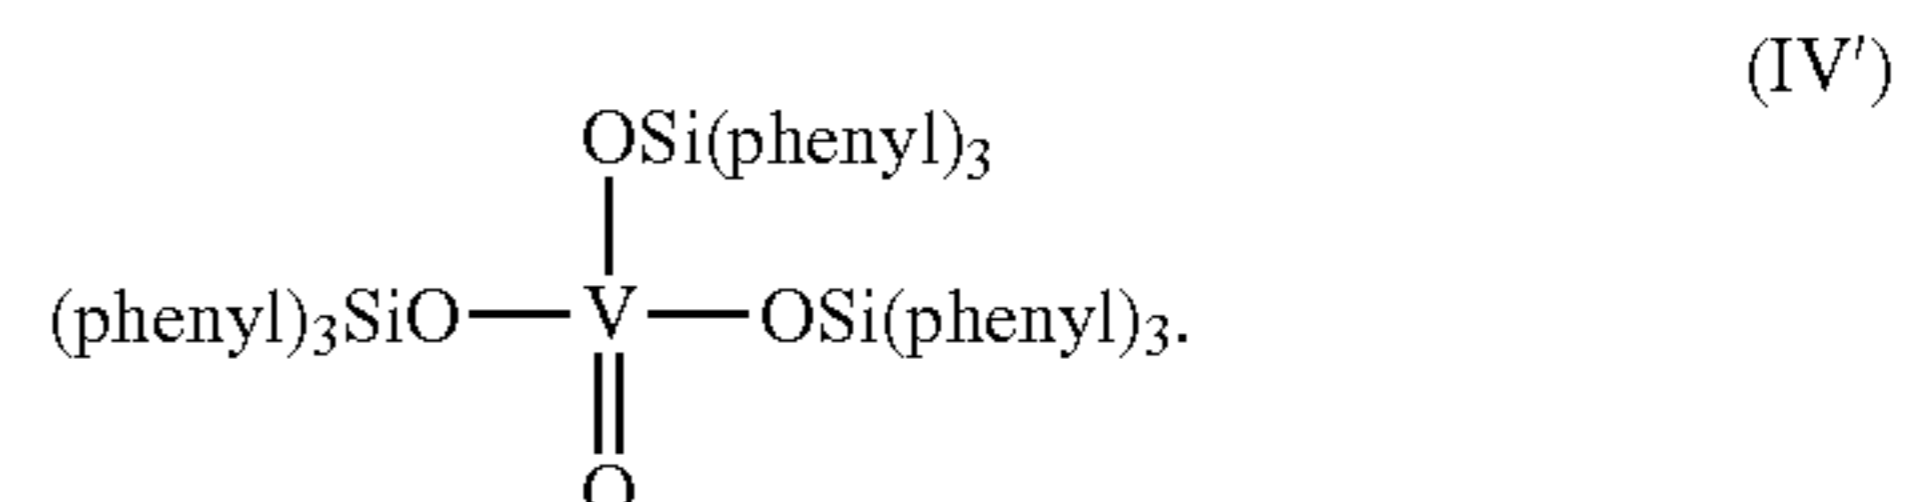 (IV')
OSi(phenyl)₃
(phenyl)₃SiO—V—OSi(phenyl)₃.
O